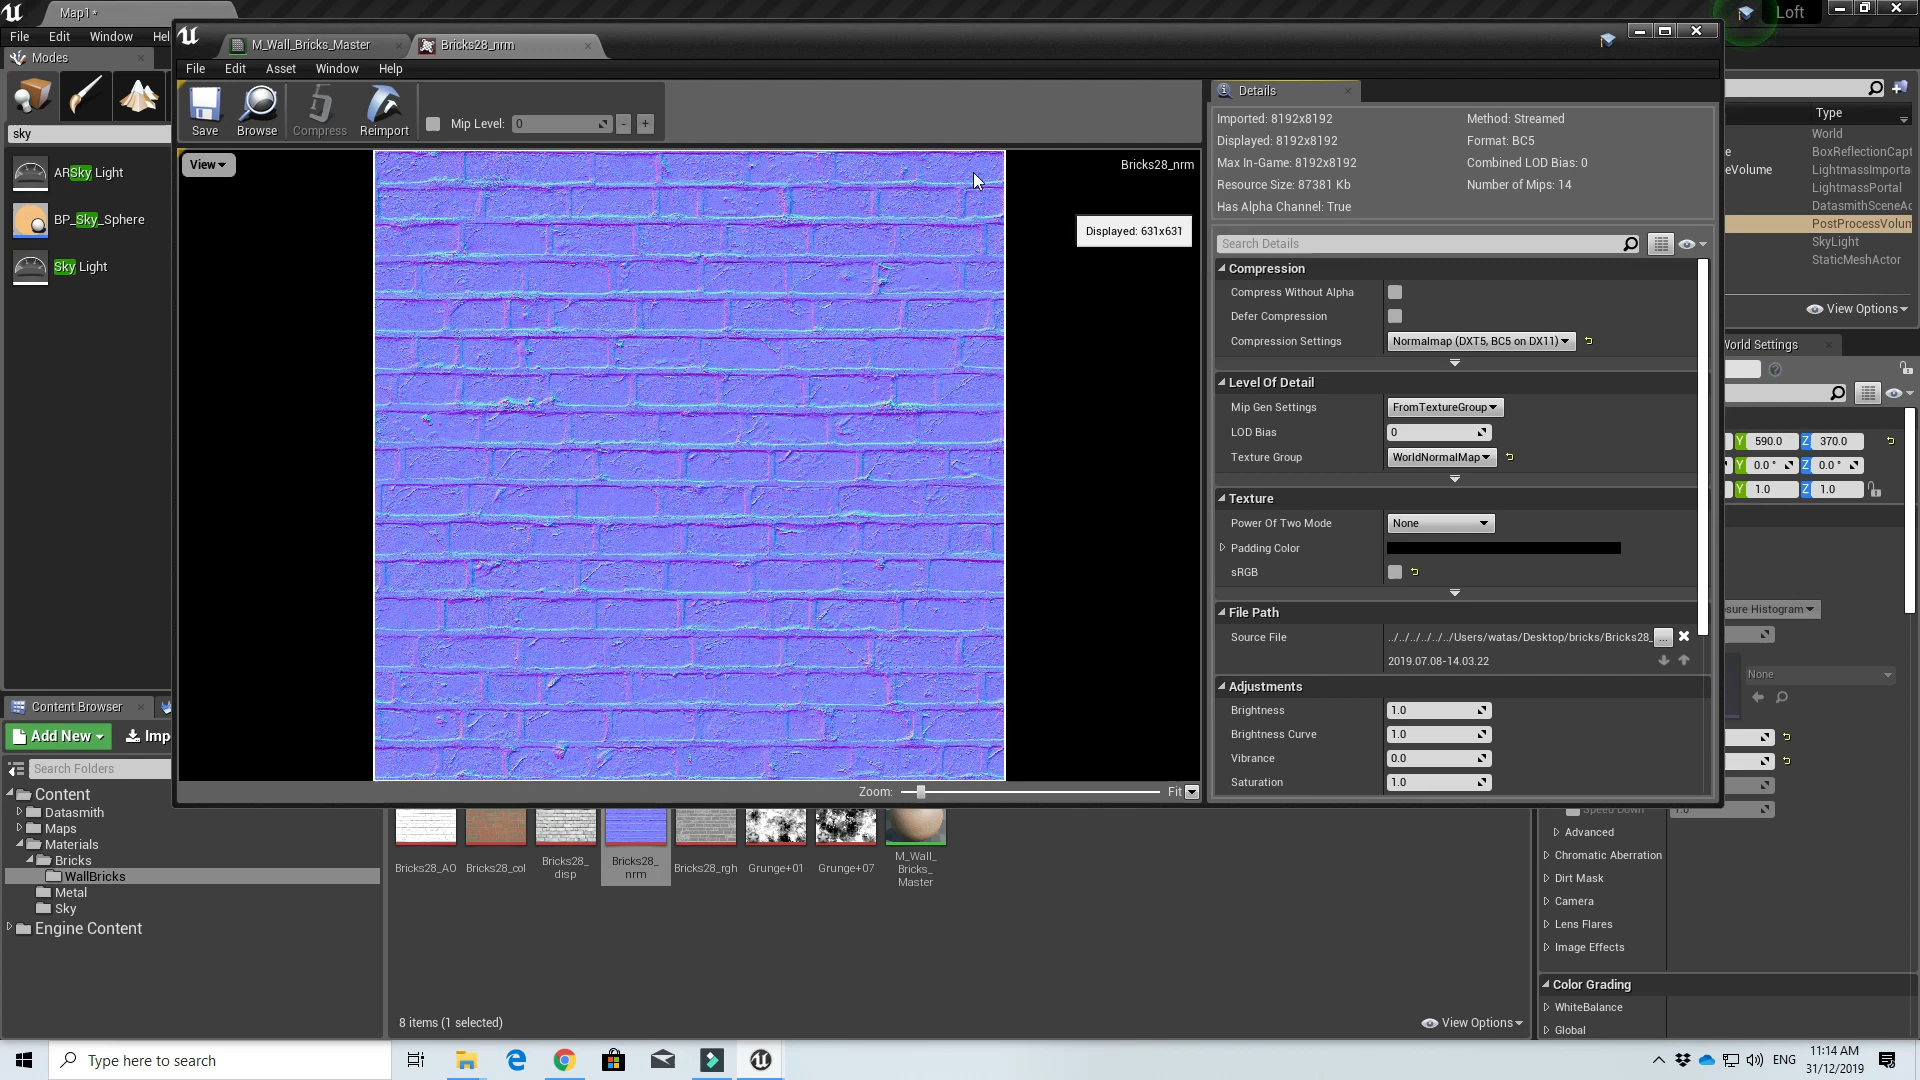 Map1*
Loft
File Edit Window Hel
Modes
sky
ARSky Light
BP_Sky_Sphere
Sky Light
M_Wall_Bricks_Master
Bricks28_nrm
File Edit Asset Window Help
Save
Browse
Compress
Reimport
Mip Level: 0 - +
View
Bricks28_nrm
Displayed: 631x631
Zoom: Fit
Details
Imported: 8192x8192
Method: Streamed
Displayed: 8192x8192
Format: BC5
Max In-Game: 8192x8192
Combined LOD Bias: 0
Resource Size: 87381 Kb
Number of Mips: 14
Has Alpha Channel: True
Search Details
Compression
Compress Without Alpha
Defer Compression
Compression Settings Normalmap (DXT5, BC5 on DX11)
Level Of Detail
Mip Gen Settings FromTextureGroup
LOD Bias 0
Texture Group WorldNormalMap
Texture
Power Of Two Mode None
Padding Color
sRGB
File Path
Source File ../../../../../../Users/watas/Desktop/bricks/Bricks28_ ...
2019.07.08-14.03.22
Adjustments
Brightness 1.0
Brightness Curve 1.0
Vibrance 0.0
Saturation 1.0
Type
World
e BoxReflectionCapt
eVolume LightmassImporta
LightmassPortal
DatasmithSceneAc
PostProcessVolum
SkyLight
StaticMeshActor
View Options
World Settings
Y 590.0 Z 370.0
Y 0.0° Z 0.0°
Y 1.0 Z 1.0
sure Histogram
None
Speed Down 1.0
Advanced
Chromatic Aberration
Dirt Mask
Camera
Lens Flares
Image Effects
Color Grading
WhiteBalance
Global
Content Browser
Add New Imp
Search Folders
Content
Datasmith
Maps
Materials
Bricks
WallBricks
Metal
Sky
Engine Content
Bricks28_AO
Bricks28_col
Bricks28_
disp
Bricks28_
nrm
Bricks28_rgh
Grunge+01
Grunge+07
M_Wall_
Bricks_
Master
8 items (1 selected)
View Options
Type here to search
ENG
11:14 AM
31/12/2019